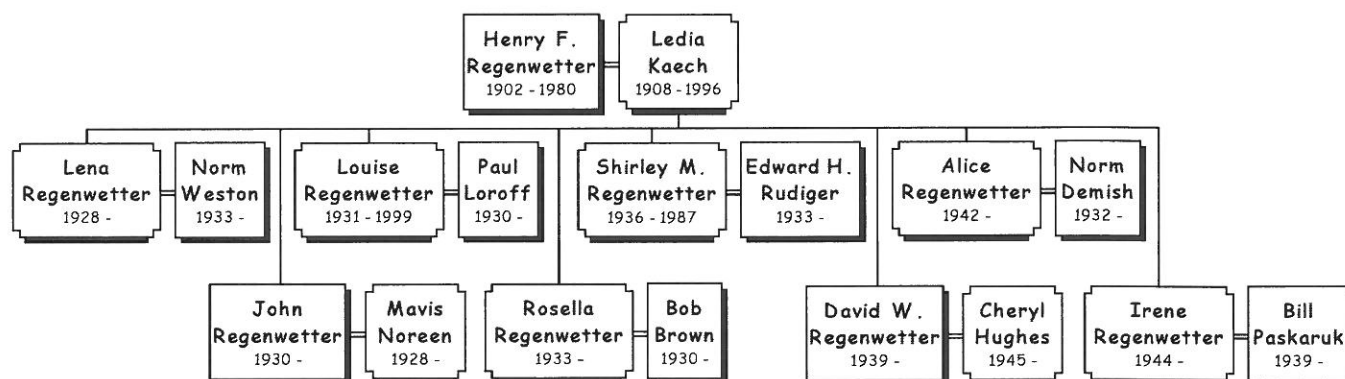 Henry F.
Regenwetter
1902 - 1980
Ledia
Kaech
1908 - 1996
Lena
Regenwetter
1928 -
Norm
Weston
1933 -
Louise
Regenwetter
1931 - 1999
Paul
Loroff
1930 -
Shirley M.
Regenwetter
1936 - 1987
Edward H.
Rudiger
1933 -
Alice
Regenwetter
1942 -
Norm
Demish
1932 -
John
Regenwetter
1930 -
Mavis
Noreen
1928 -
Rosella
Regenwetter
1933 -
Bob
Brown
1930 -
David W.
Regenwetter
1939 -
Cheryl
Hughes
1945 -
Irene
Regenwetter
1944 -
Bill
Paskaruk
1939 -